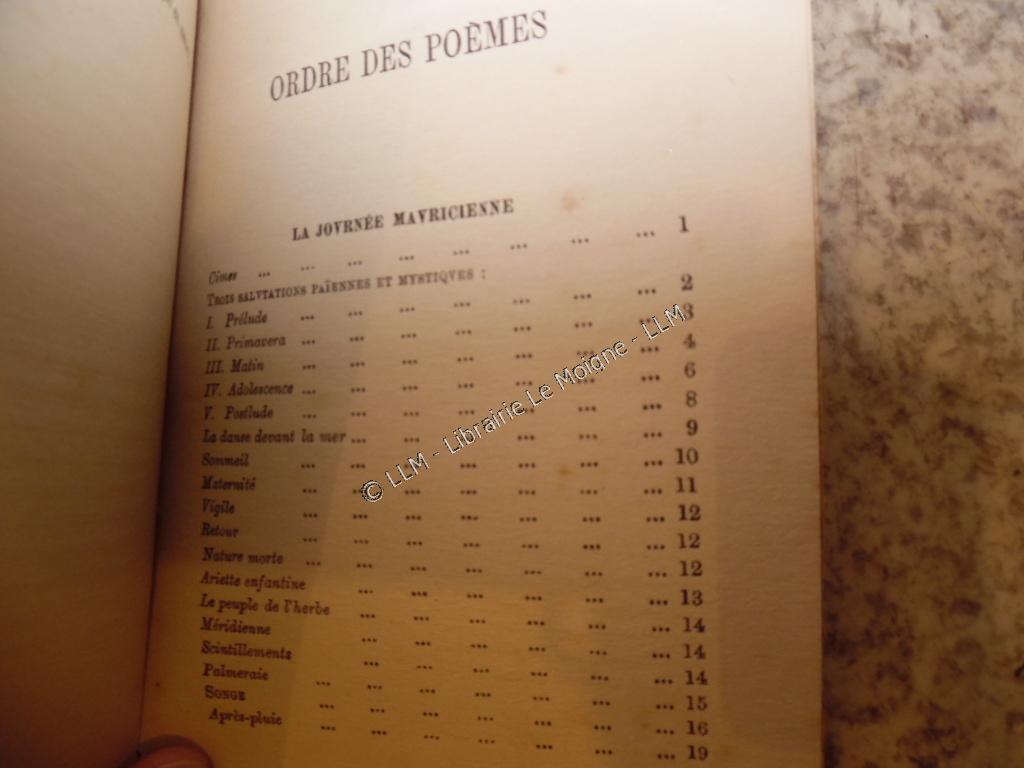 ORDRE DES POÈMES
LA JOVRNÉE MAVRICIENNE
Cimes ... ... ... ... ... ... ... ... 1
TROIS SALVTATIONS PAÏENNES ET MYSTIQVES :
I. Prélude ... ... ... ... ... ... ... 2
II. Primavera ... ... ... ... ... ... ... 3
III. Matin ... ... ... ... ... ... ... 4
IV. Adolescence ... ... ... ... ... ... ... 6
V. Postlude ... ... ... ... ... ... ... 8
La danse devant la mer ... ... ... ... ... ... 9
Sommeil ... ... ... ... ... ... ... 10
Maternité ... ... ... ... ... ... ... 11
Vigile ... ... ... ... ... ... ... 12
Retour ... ... ... ... ... ... ... 12
Nature morte ... ... ... ... ... ... ... 12
Ariette enfantine ... ... ... ... ... ... 13
Le peuple de l'herbe ... ... ... ... ... ... 14
Méridienne ... ... ... ... ... ... 14
Scintillements ... ... ... ... ... ... 14
Palmeraie ... ... ... ... ... ... ... 15
SONGE ... ... ... ... ... ... ... 16
Après-pluie ... ... ... ... ... ... ... 19
© LLM - Librairie Le Moigne - LLM